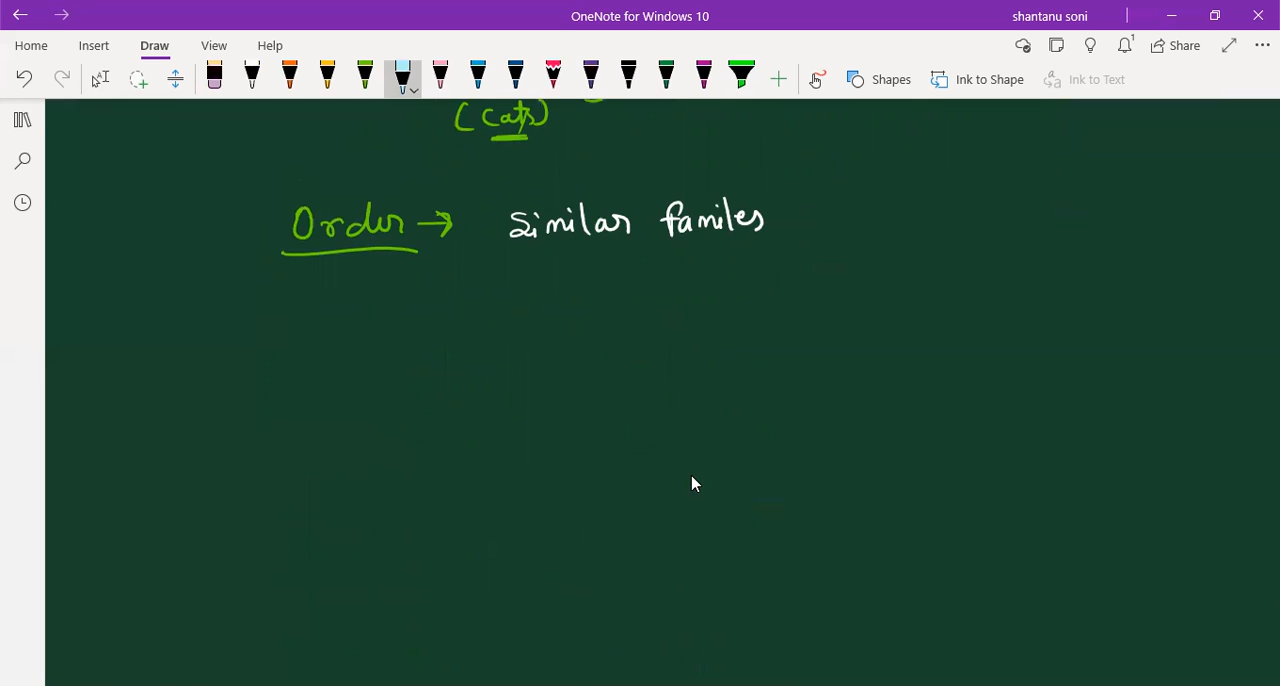 OneNote for Windows 10
shantanu soni
Home Insert Draw View Help
Share
Shapes
Ink to Shape
Ink to Text
(Cats)
Order → Similar familes